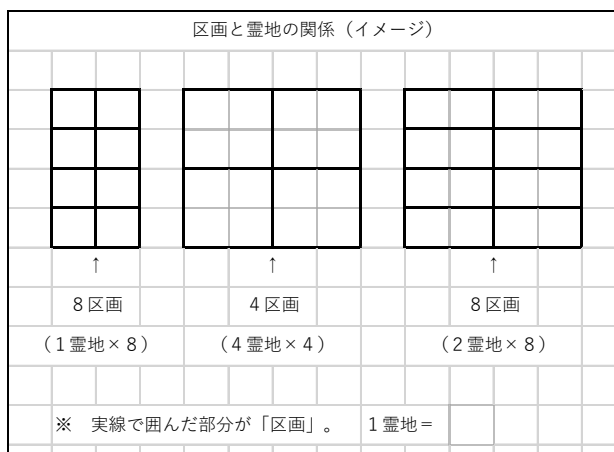 区画と霊地の関係（イメージ）
↑ ↑ ↑
８区画 ４区画 ８区画
（１霊地×８） （４霊地×４） （２霊地×８）
※ 実線で囲んだ部分が「区画」。 １霊地＝